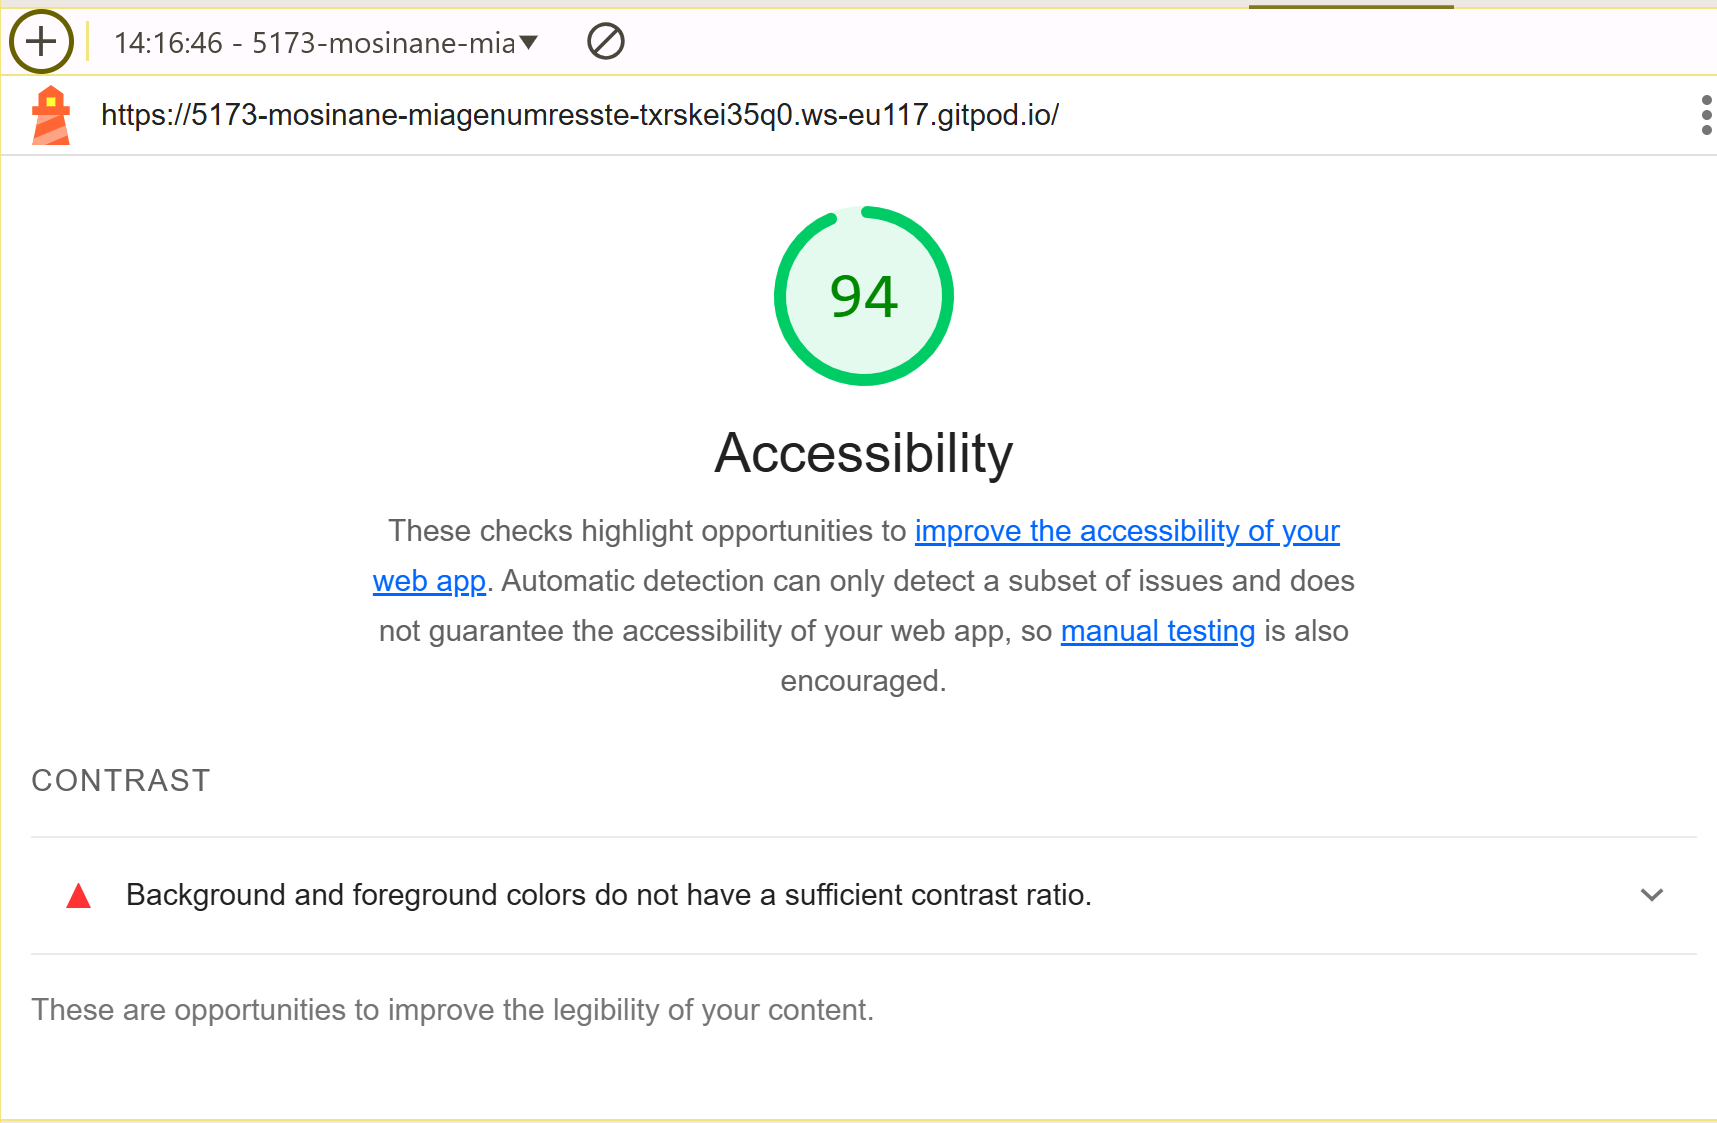 14:16:46 - 5173-mosinane-mia
https://5173-mosinane-miagenumresste-txrskei35q0.ws-eu117.gitpod.io/
94
Accessibility
These checks highlight opportunities to improve the accessibility of your
web app. Automatic detection can only detect a subset of issues and does
not guarantee the accessibility of your web app, so manual testing is also
encouraged.
CONTRAST
Background and foreground colors do not have a sufficient contrast ratio.
These are opportunities to improve the legibility of your content.